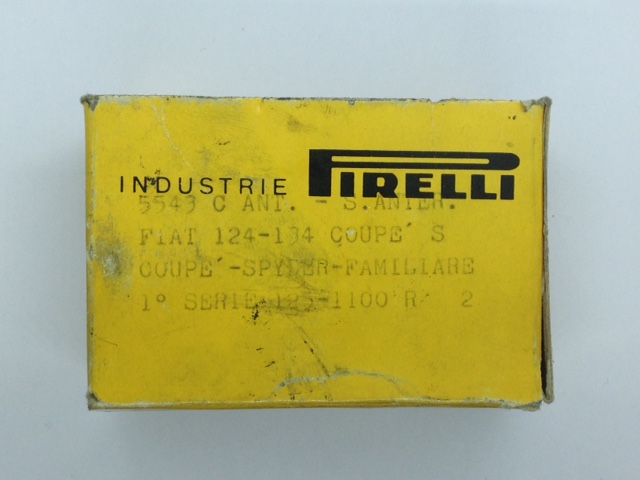 INDUSTRIE PIRELLI
5543 C ANT. - S.ANTER.
FIAT 124-134 COUPE´ S
COUPE´-SPYDER-FAMILIARE
1° SERIE 125-1100 R 2